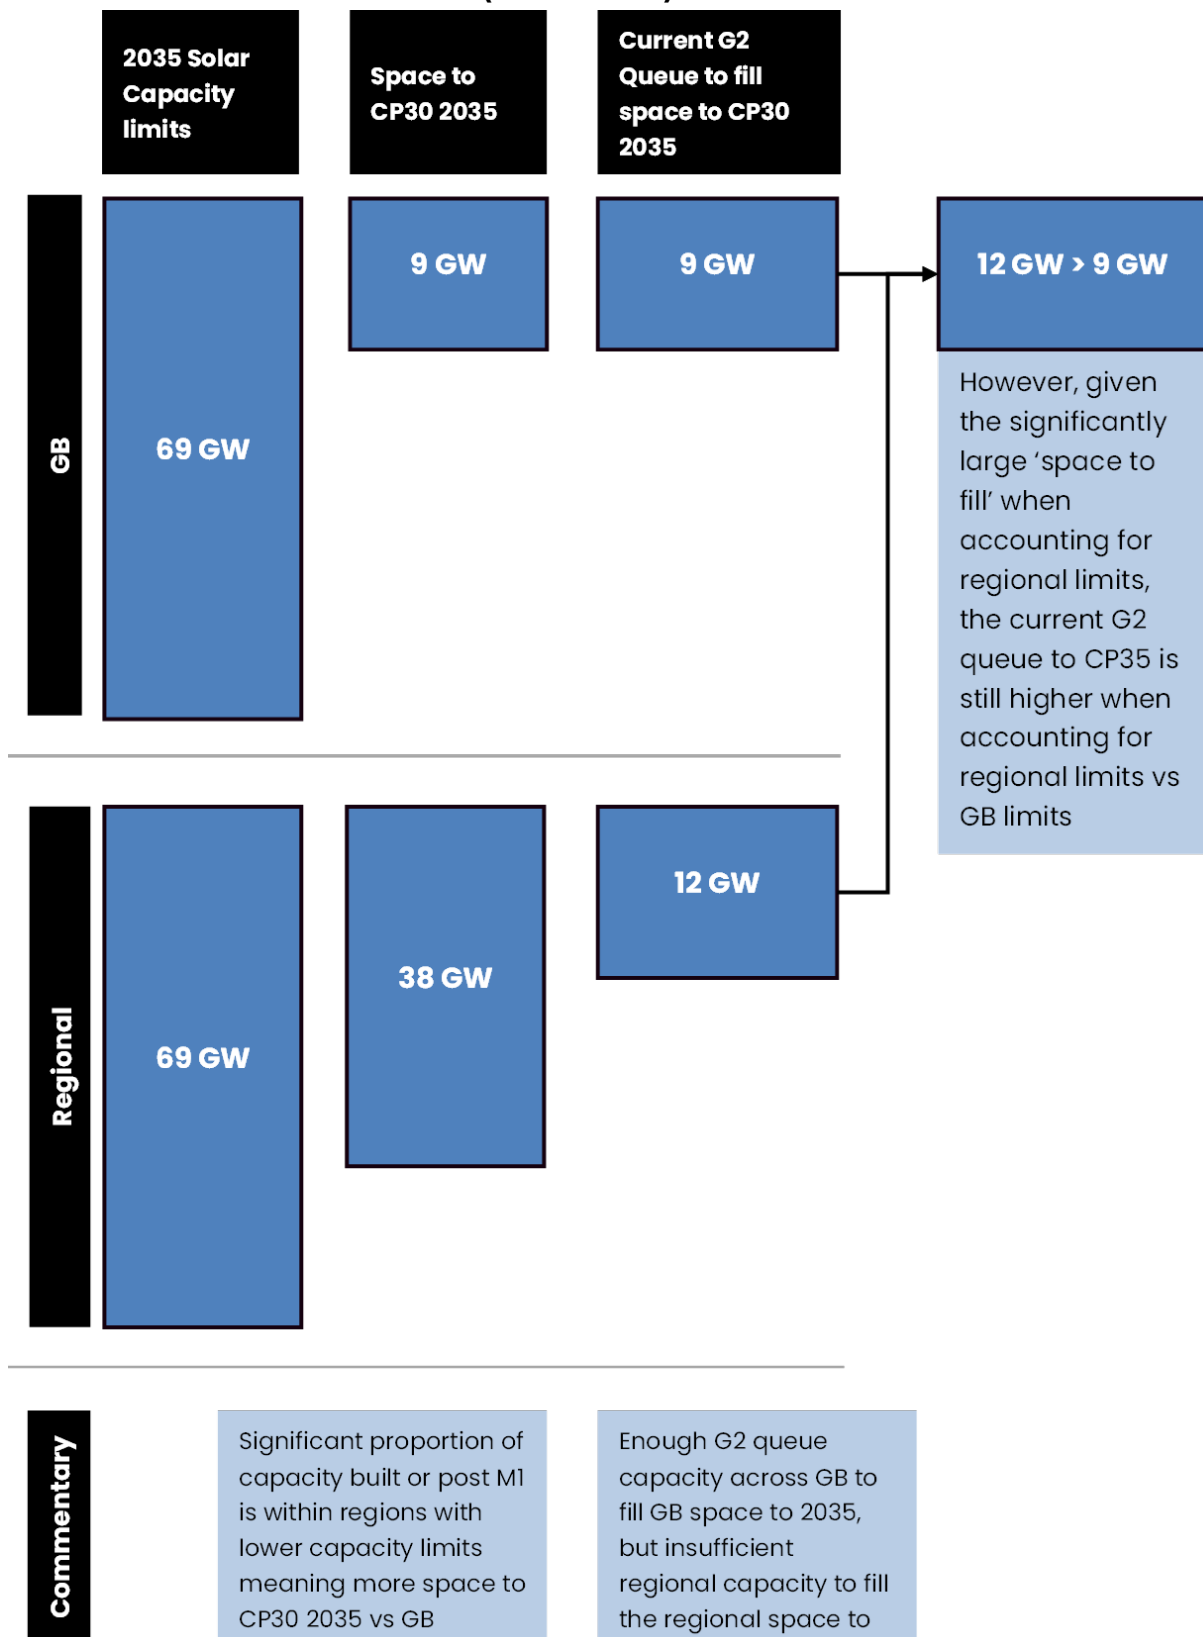 2035 Solar
Capacity
limits
Space to
CP30 2035
Current G2
Queue to fill
space to CP30
2035
GB
69 GW
9 GW
9 GW
12 GW > 9 GW
However, given
the significantly
large ‘space to
fill’ when
accounting for
regional limits,
the current G2
queue to CP35 is
still higher when
accounting for
regional limits vs
GB limits
Regional
69 GW
38 GW
12 GW
Commentary
Significant proportion of
capacity built or post M1
is within regions with
lower capacity limits
meaning more space to
CP30 2035 vs GB
Enough G2 queue
capacity across GB to
fill GB space to 2035,
but insufficient
regional capacity to fill
the regional space to